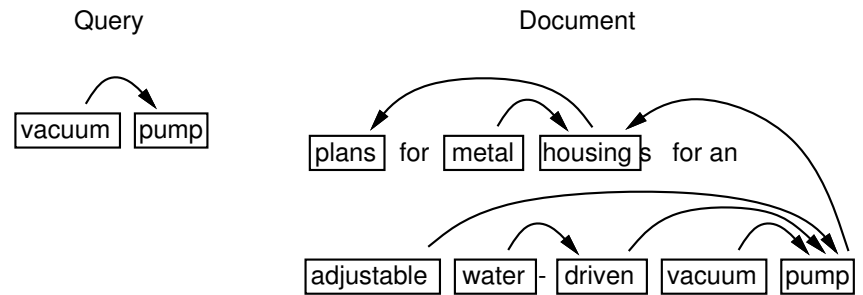 Query
Document
vacuum pump
plans for metal housings for an
adjustable water-driven vacuum pump